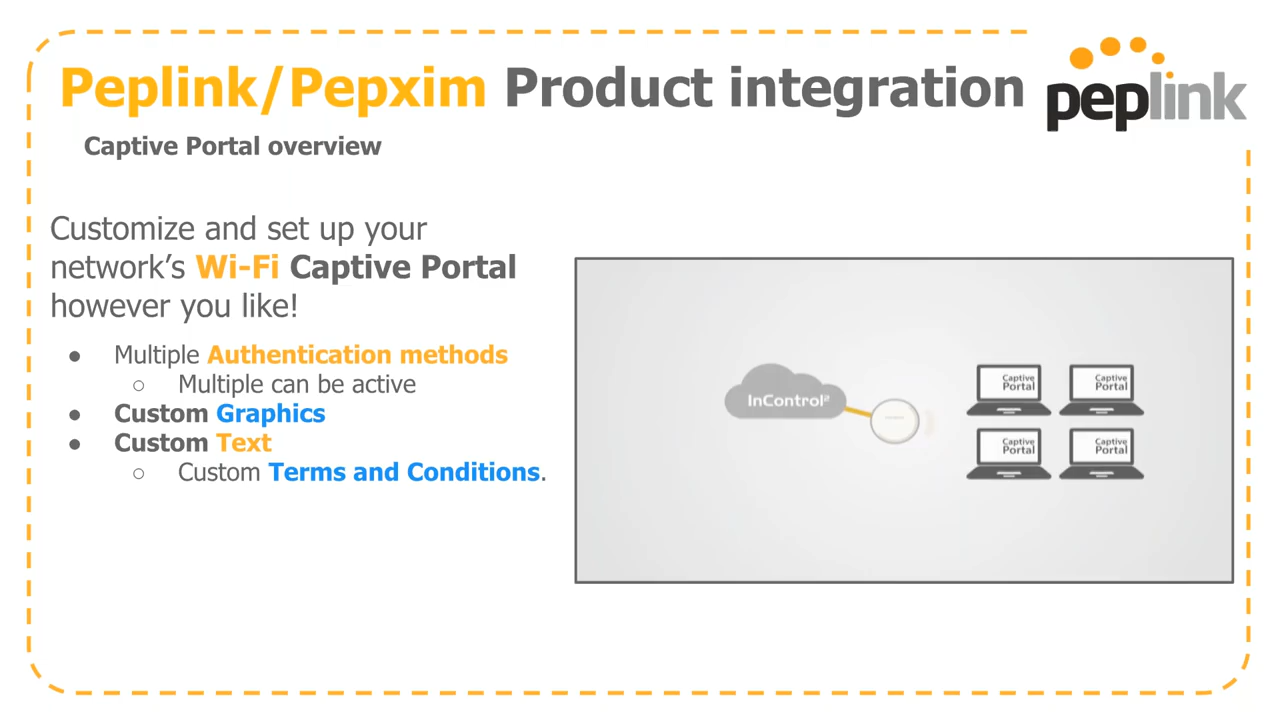 Peplink/Pepxim Product integration
peplink
Captive Portal overview
Customize and set up your
network’s Wi-Fi Captive Portal
however you like!
● Multiple Authentication methods
○ Multiple can be active
● Custom Graphics
● Custom Text
○ Custom Terms and Conditions.
InControl²
Captive
Portal
Captive
Portal
Captive
Portal
Captive
Portal